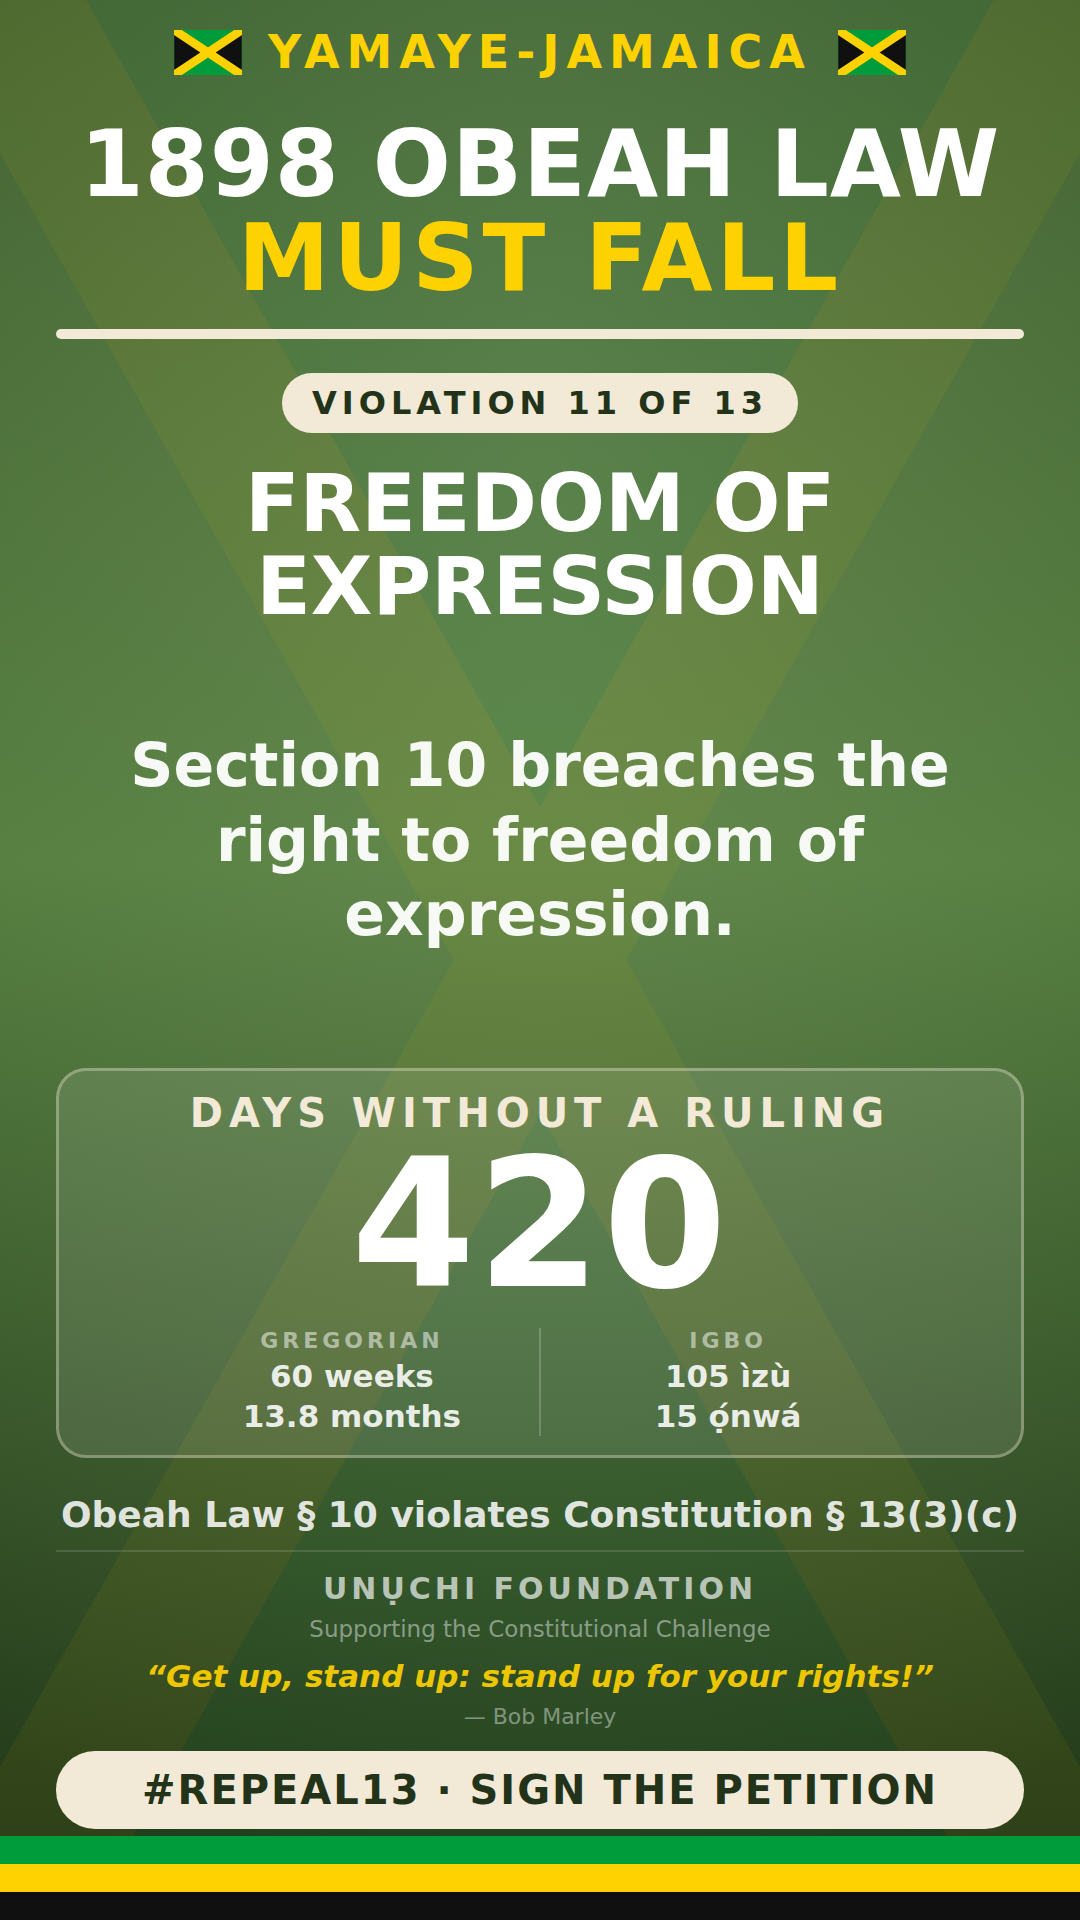 YAMAYE-JAMAICA
1898 OBEAH LAW
MUST FALL
VIOLATION 11 OF 13
FREEDOM OF
EXPRESSION
Section 10 breaches the
right to freedom of
expression.
DAYS WITHOUT A RULING
420
GREGORIAN
60 weeks
13.8 months
IGBO
105 ìzù
15 ọ́nwá
Obeah Law § 10 violates Constitution § 13(3)(c)
UNỤCHI FOUNDATION
Supporting the Constitutional Challenge
“Get up, stand up: stand up for your rights!”
— Bob Marley
#REPEAL13 · SIGN THE PETITION